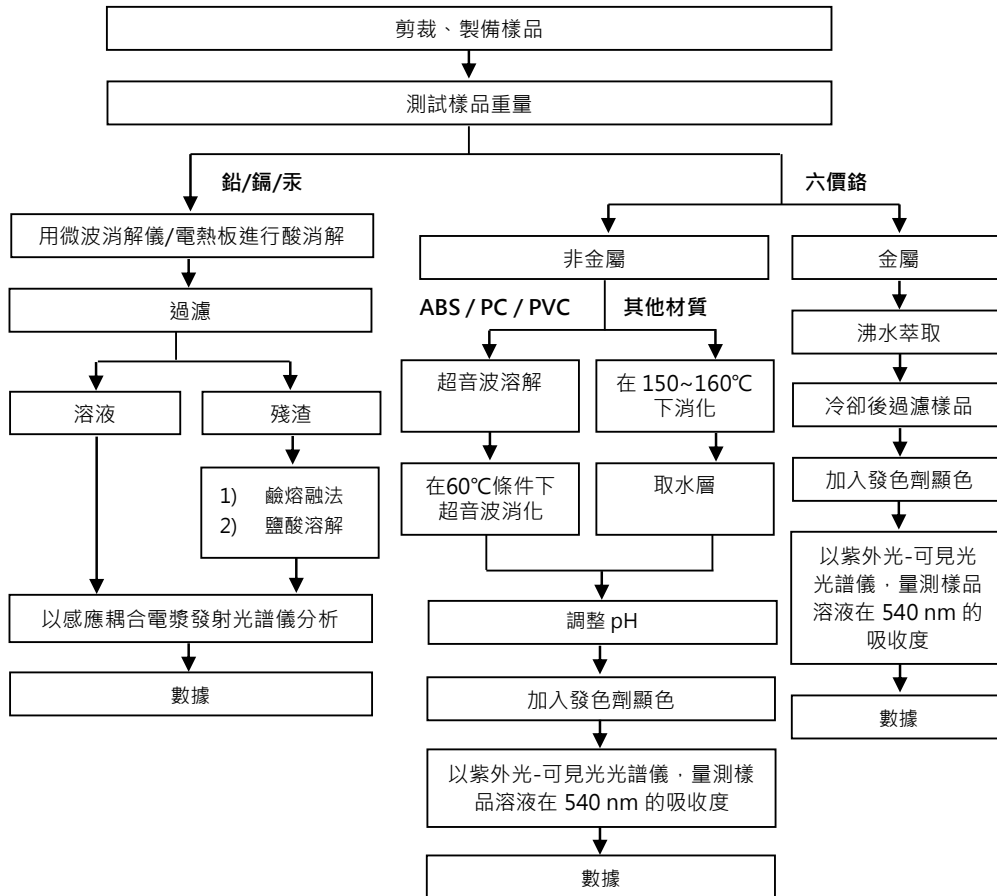 剪裁、製備樣品
測試樣品重量
鉛/鎘/汞
六價鉻
用微波消解儀/電熱板進行酸消解
過濾
溶液
殘渣
1) 鹼熔融法
2) 鹽酸溶解
以感應耦合電漿發射光譜儀分析
數據
非金屬
ABS / PC / PVC
其他材質
超音波溶解
在 150~160℃
下消化
在60℃條件下
超音波消化
取水層
調整 pH
加入發色劑顯色
以紫外光-可見光光譜儀，量測樣
品溶液在 540 nm 的吸收度
數據
金屬
沸水萃取
冷卻後過濾樣品
加入發色劑顯色
以紫外光-可見光
光譜儀，量測樣品
溶液在 540 nm 的
吸收度
數據